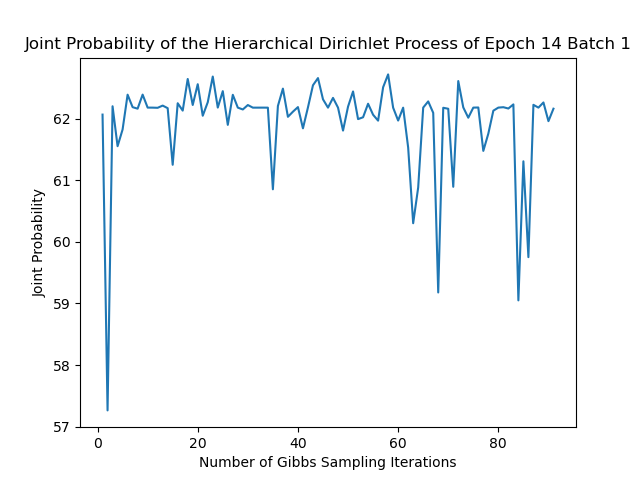 Joint Probability of the Hierarchical Dirichlet Process of Epoch 14 Batch 1
Joint Probability
62
61
60
59
58
57
0 20 40 60 80
Number of Gibbs Sampling Iterations